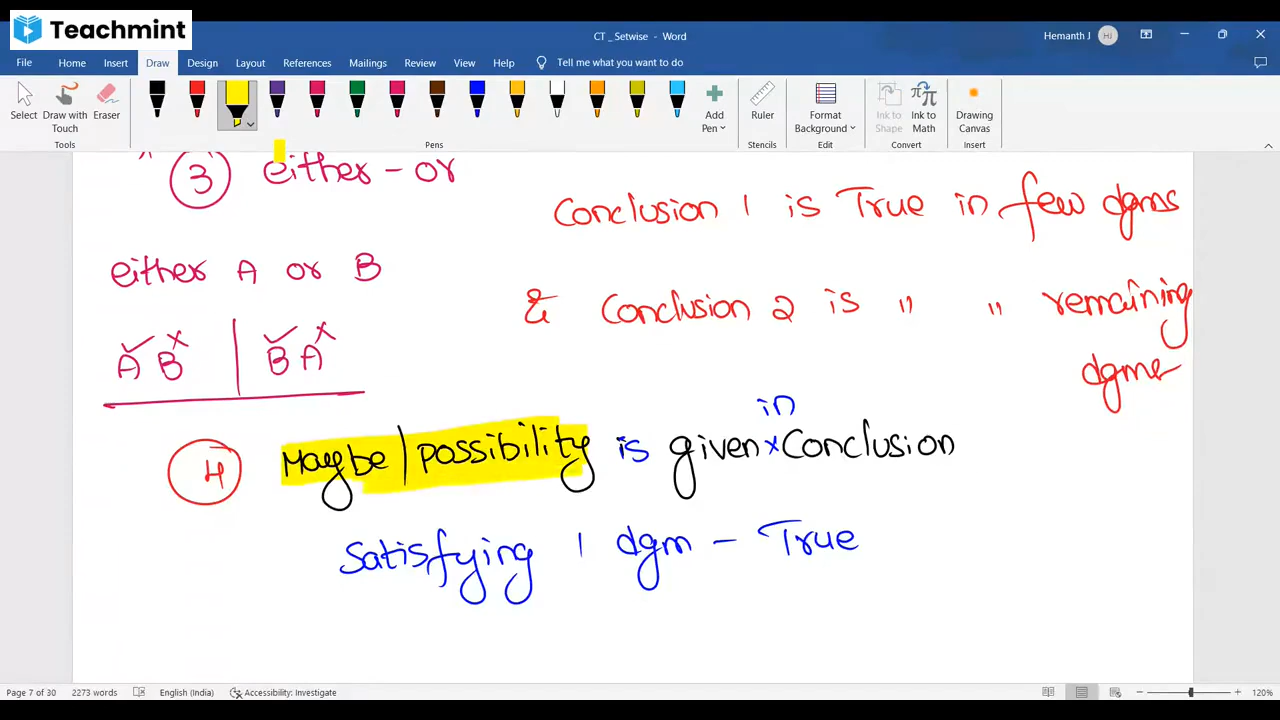 Teachmint
CT _ Setwise - Word
Hemanth J
HJ
File Home Insert Draw Design Layout References Mailings Review View Help Tell me what you want to do
Select
Draw with Touch
Eraser
Add Pen
Ruler
Format Background
Ink to Shape
Ink to Math
Drawing Canvas
Tools
Pens
Stencils
Edit
Convert
Insert
3 either - or
Conclusion 1 is True in few dgms
either A or B
& Conclusion 2 is " " remaining
dgms
A B | B A
in
4 Maybe | possibility is given Conclusion
Satisfying 1 dgm - True
Page 7 of 30 2273 words English (India) Accessibility: Investigate 120%